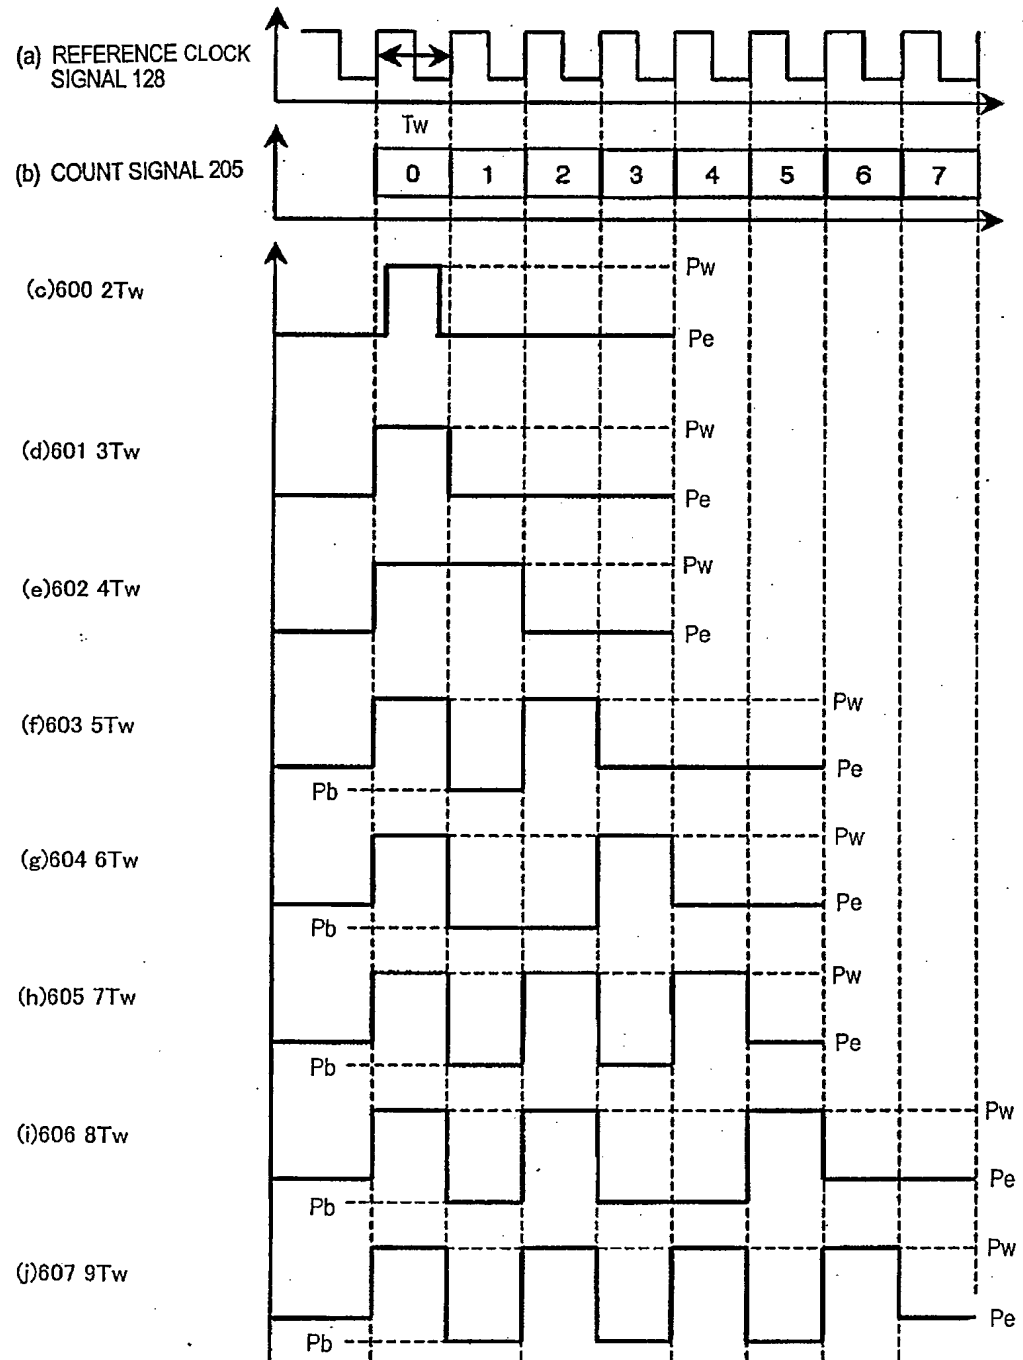 (a) REFERENCE CLOCK
SIGNAL 128
Tw
(b) COUNT SIGNAL 205
0 1 2 3 4 5 6 7
(c)600 2Tw
Pw
Pe
(d)601 3Tw
Pw
Pe
(e)602 4Tw
Pw
Pe
(f)603 5Tw
Pw
Pe
Pb
(g)604 6Tw
Pw
Pe
Pb
(h)605 7Tw
Pw
Pe
Pb
(i)606 8Tw
Pw
Pe
Pb
(j)607 9Tw
Pw
Pe
Pb